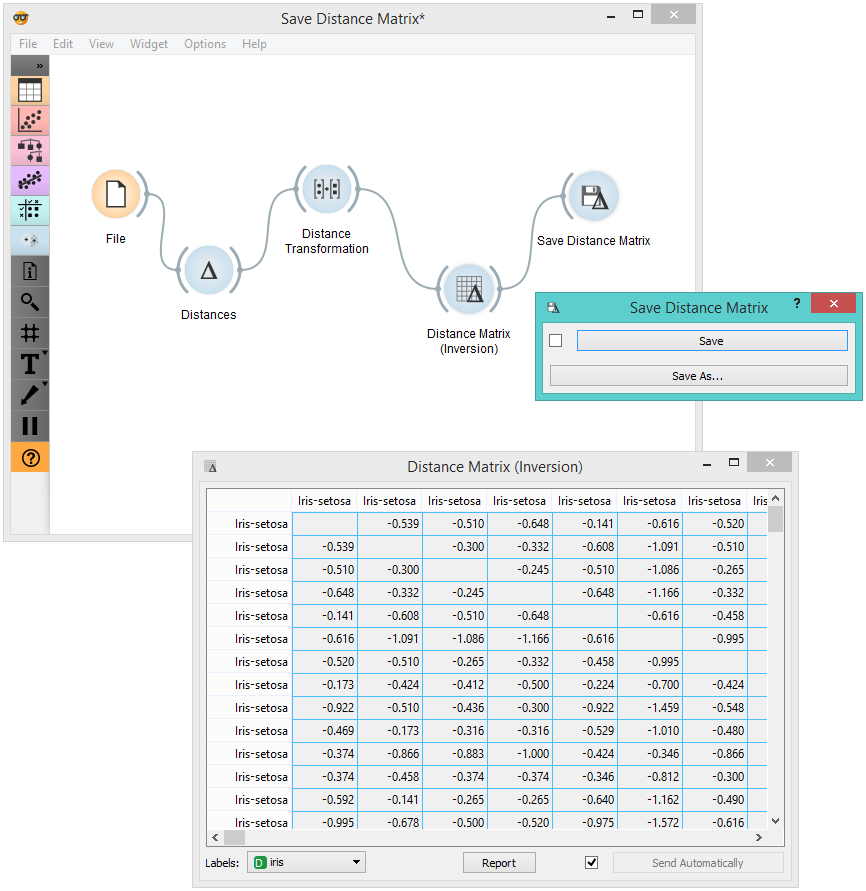 Save Distance Matrix*
File Edit View Widget Options Help
»
File
Distances
Distance
Transformation
Distance Matrix
(Inversion)
Save Distance Matrix
Save Distance Matrix ?
Save
Save As...
Distance Matrix (Inversion)
Iris-setosa Iris-setosa Iris-setosa Iris-setosa Iris-setosa Iris-setosa Iris-setosa Iris
Iris-setosa -0.539 -0.510 -0.648 -0.141 -0.616 -0.520
Iris-setosa -0.539 -0.300 -0.332 -0.608 -1.091 -0.510
Iris-setosa -0.510 -0.300 -0.245 -0.510 -1.086 -0.265
Iris-setosa -0.648 -0.332 -0.245 -0.648 -1.166 -0.332
Iris-setosa -0.141 -0.608 -0.510 -0.648 -0.616 -0.458
Iris-setosa -0.616 -1.091 -1.086 -1.166 -0.616 -0.995
Iris-setosa -0.520 -0.510 -0.265 -0.332 -0.458 -0.995
Iris-setosa -0.173 -0.424 -0.412 -0.500 -0.224 -0.700 -0.424
Iris-setosa -0.922 -0.510 -0.436 -0.300 -0.922 -1.459 -0.548
Iris-setosa -0.469 -0.173 -0.316 -0.316 -0.529 -1.010 -0.480
Iris-setosa -0.374 -0.866 -0.883 -1.000 -0.424 -0.346 -0.866
Iris-setosa -0.374 -0.458 -0.374 -0.374 -0.346 -0.812 -0.300
Iris-setosa -0.592 -0.141 -0.265 -0.265 -0.640 -1.162 -0.490
Iris-setosa -0.995 -0.678 -0.500 -0.520 -0.975 -1.572 -0.616
Labels: D iris Report Send Automatically